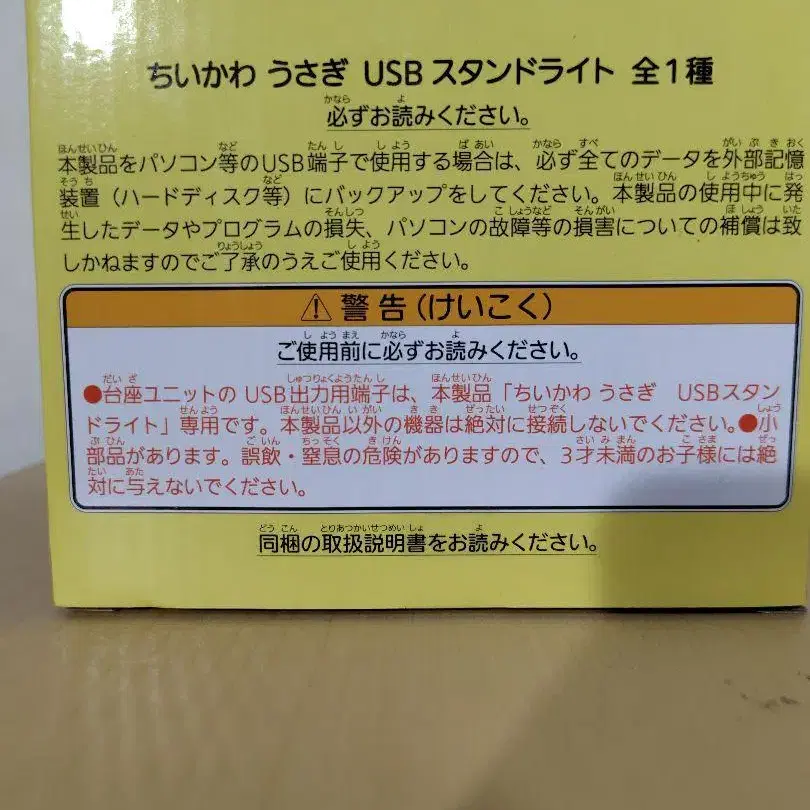 ちいかわ うさぎ USB スタンドライト 全1種
必ずお読みください。
本製品をパソコン等のUSB端子で使用する場合は、必ず全てのデータを外部記憶
装置（ハードディスク等）にバックアップをしてください。本製品の使用中に発
生したデータやプログラムの損失、パソコンの故障等の損害についての補償は致
しかねますのでご了承のうえご使用ください。
⚠ 警告（けいこく）
ご使用前に必ずお読みください。
●台座ユニットの USB出力用端子は、本製品「ちいかわ うさぎ　USBスタン
ドライト」専用です。本製品以外の機器は絶対に接続しないでください。●小
部品があります。誤飲・窒息の危険がありますので、3才未満のお子様には絶
対に与えないでください。
同梱の取扱説明書をお読みください。